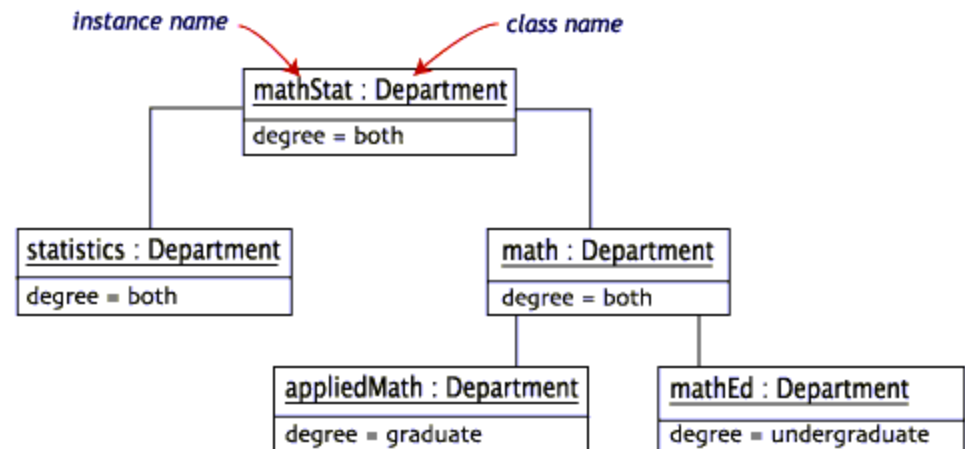 instance name
class name
mathStat : Department
degree = both
statistics : Department
degree = both
math : Department
degree = both
appliedMath : Department
degree = graduate
mathEd : Department
degree = undergraduate